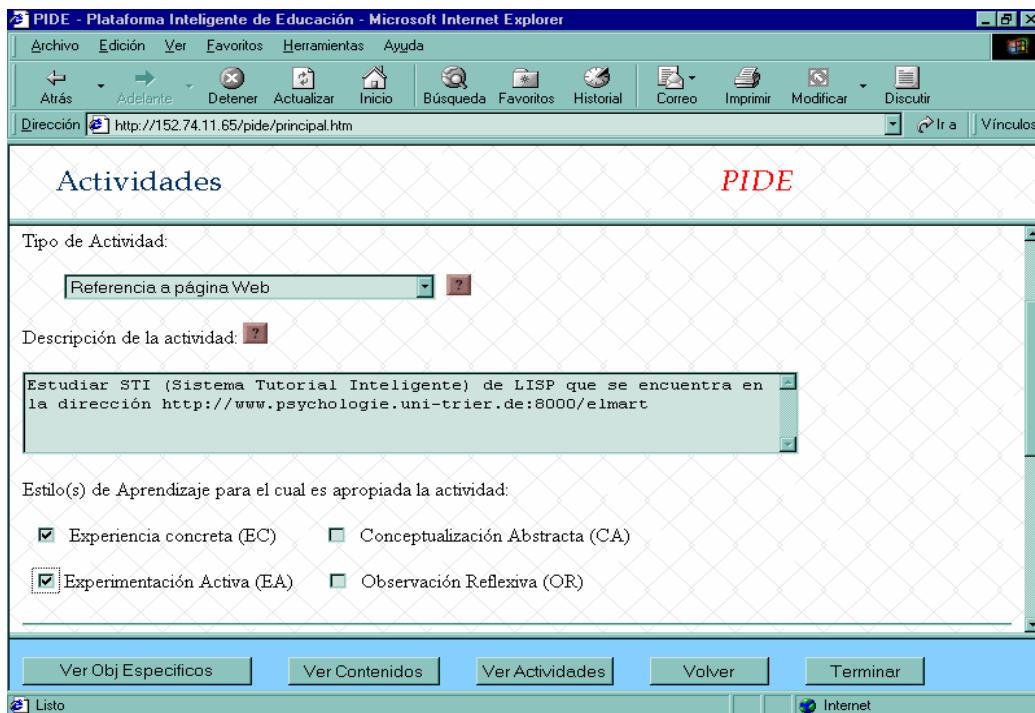 PIDE - Plataforma Inteligente de Educación - Microsoft Internet Explorer
Archivo Edición Ver Favoritos Herramientas Ayuda
Atrás Adelante Detener Actualizar Inicio Búsqueda Favoritos Historial Correo Imprimir Modificar Discutir
Dirección http://152.74.11.65/pide/principal.htm Ir a Vínculos
Actividades PIDE
Tipo de Actividad:
Referencia a página Web ?
Descripción de la actividad: ?
Estudiar STI (Sistema Tutorial Inteligente) de LISP que se encuentra en
la dirección http://www.psychologie.uni-trier.de:8000/elmart
Estilo(s) de Aprendizaje para el cual es apropiada la actividad:
Experiencia concreta (EC) Conceptualización Abstracta (CA)
Experimentación Activa (EA) Observación Reflexiva (OR)
Ver Obj Especificos Ver Contenidos Ver Actividades Volver Terminar
Listo Internet